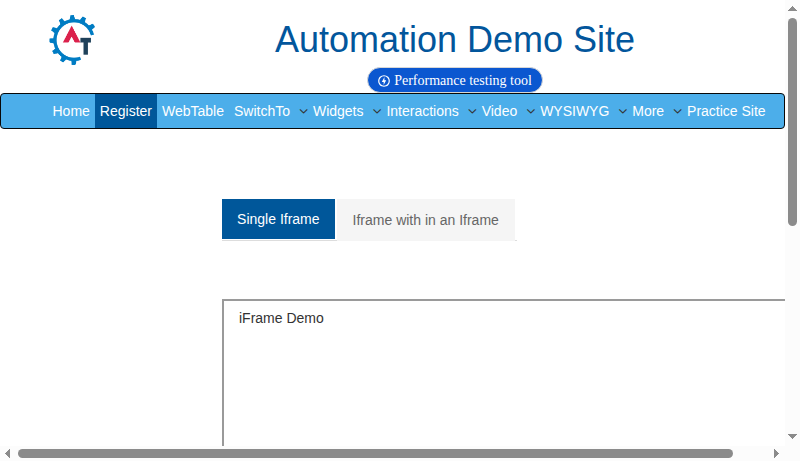 AT
Automation Demo Site
Performance testing tool
Home Register WebTable SwitchTo Widgets Interactions Video WYSIWYG More Practice Site
Single Iframe Iframe with in an Iframe
iFrame Demo